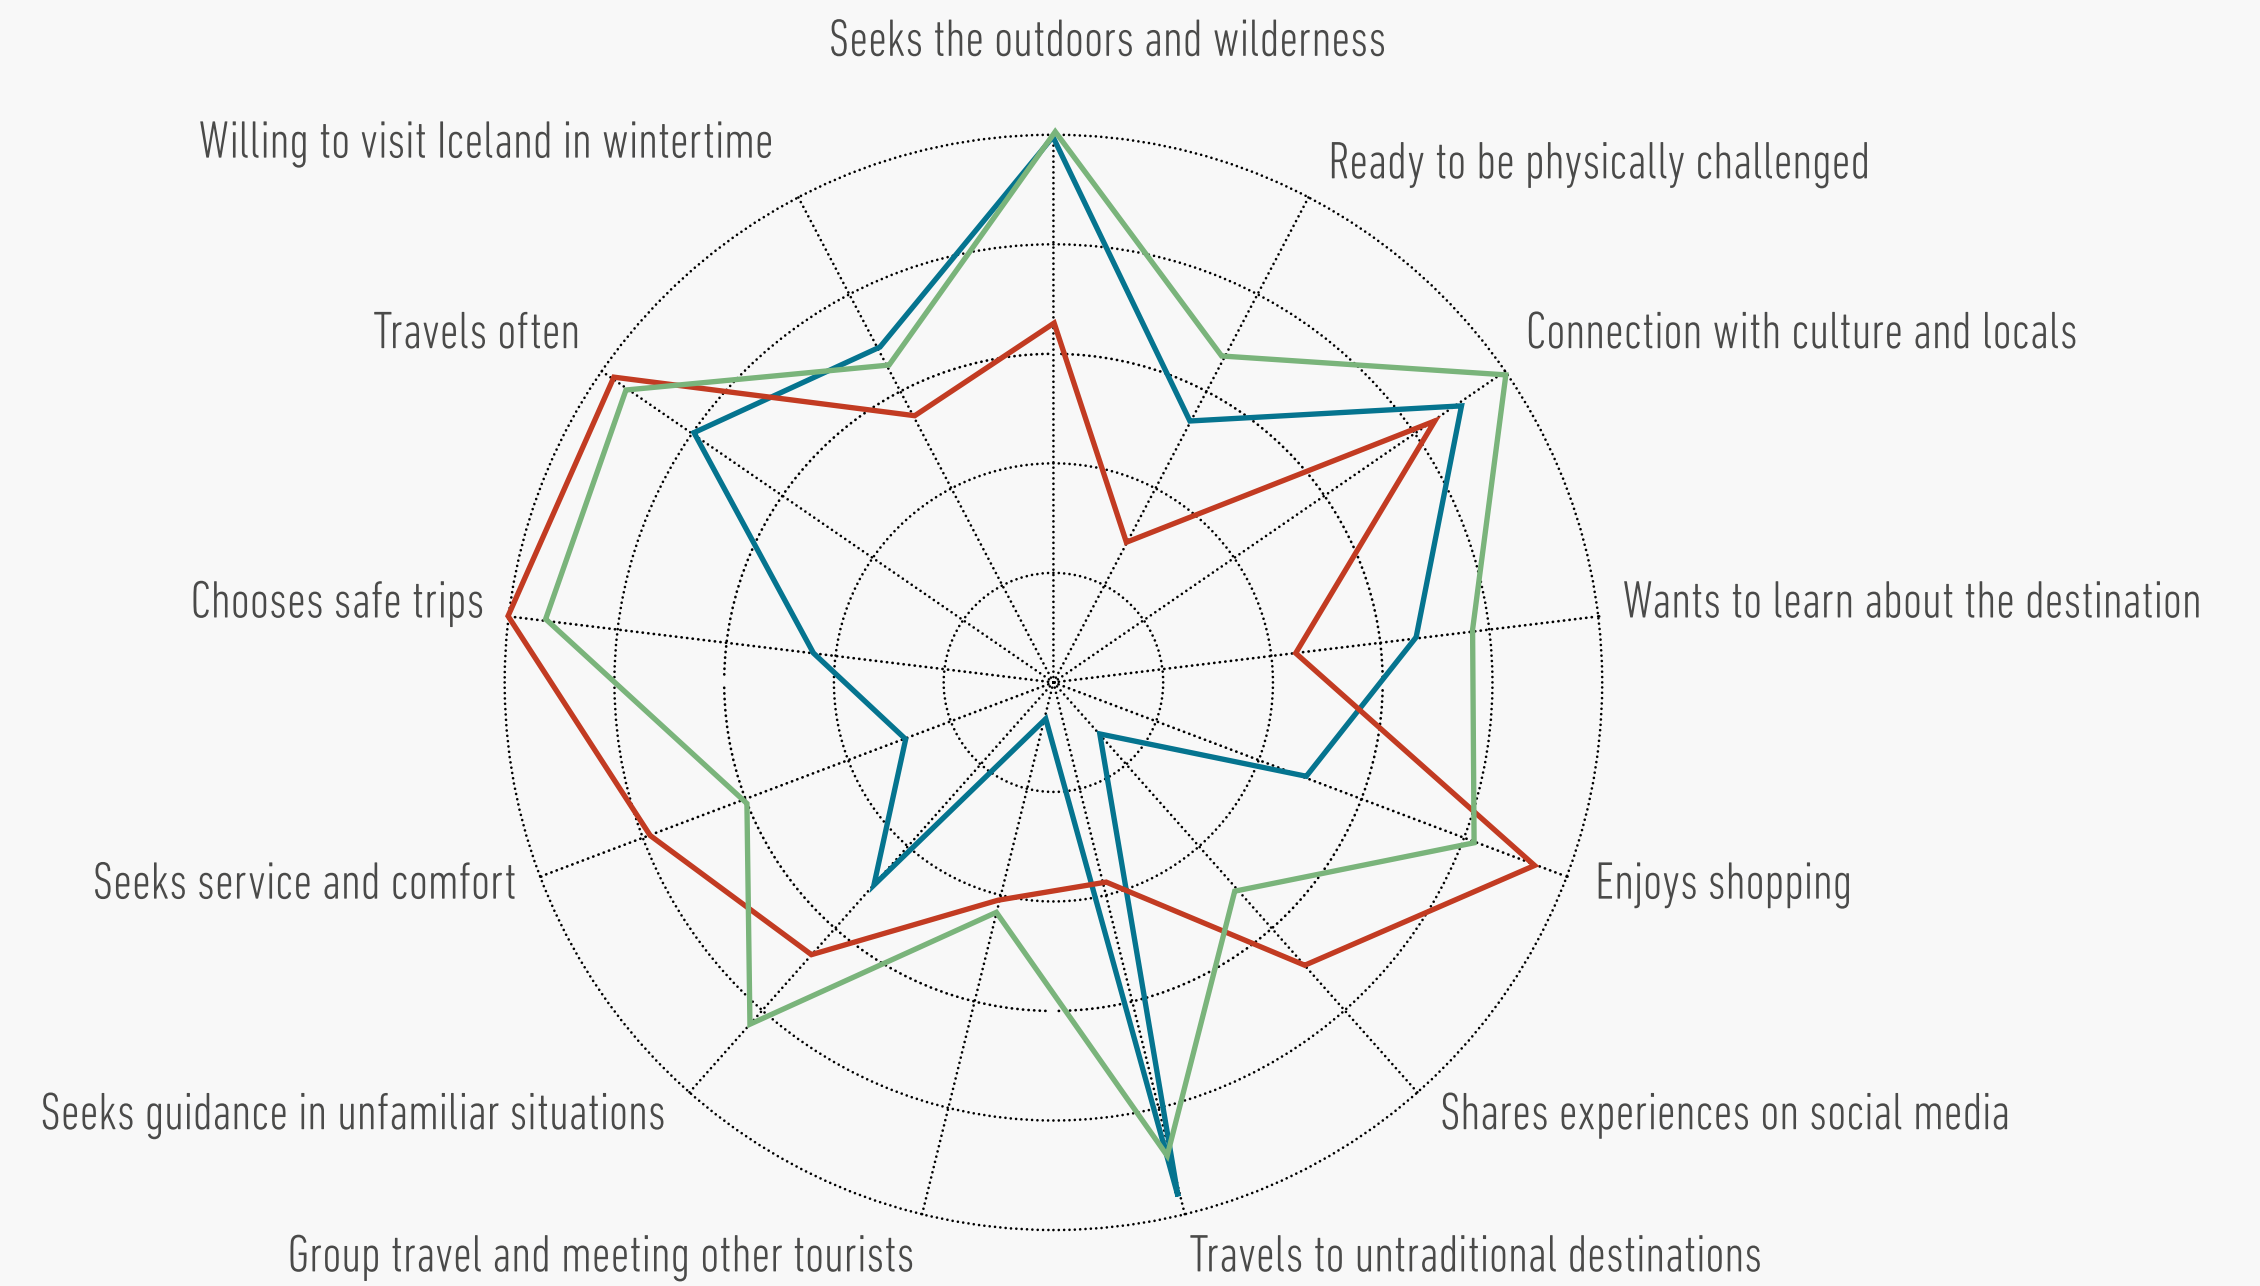 Seeks the outdoors and wilderness
Willing to visit Iceland in wintertime
Ready to be physically challenged
Travels often
Connection with culture and locals
Chooses safe trips
Wants to learn about the destination
Seeks service and comfort
Enjoys shopping
Seeks guidance in unfamiliar situations
Shares experiences on social media
Group travel and meeting other tourists
Travels to untraditional destinations